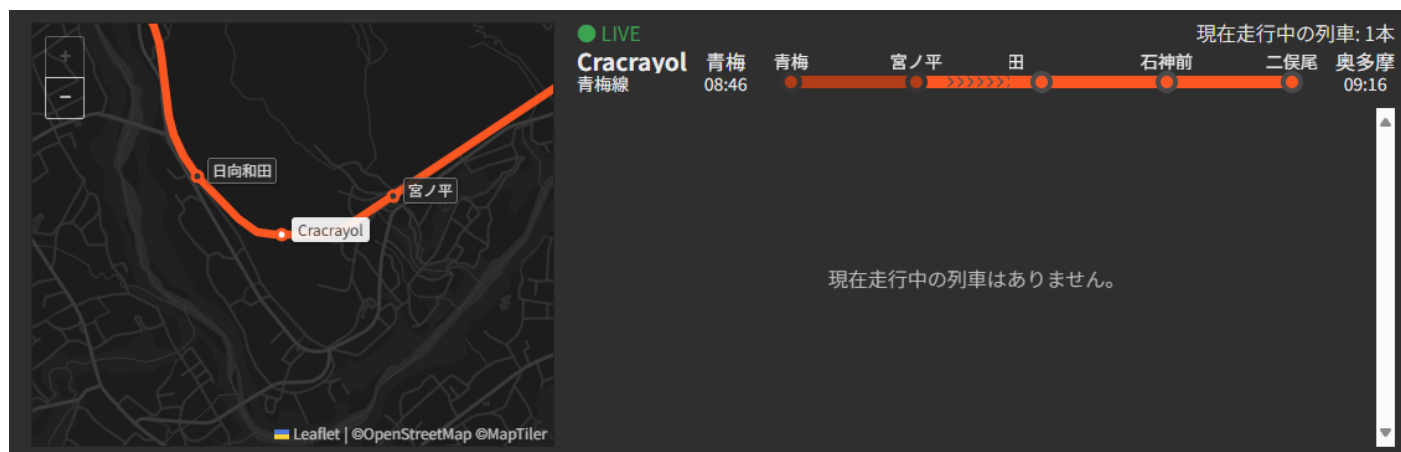 +
−
日向和田
宮ノ平
Cracrayol
Leaflet | ©OpenStreetMap ©MapTiler
LIVE
現在走行中の列車: 1本
Cracrayol 青梅 青梅 宮ノ平 田 石神前 二俣尾 奥多摩
青梅線 08:46 09:16
現在走行中の列車はありません。